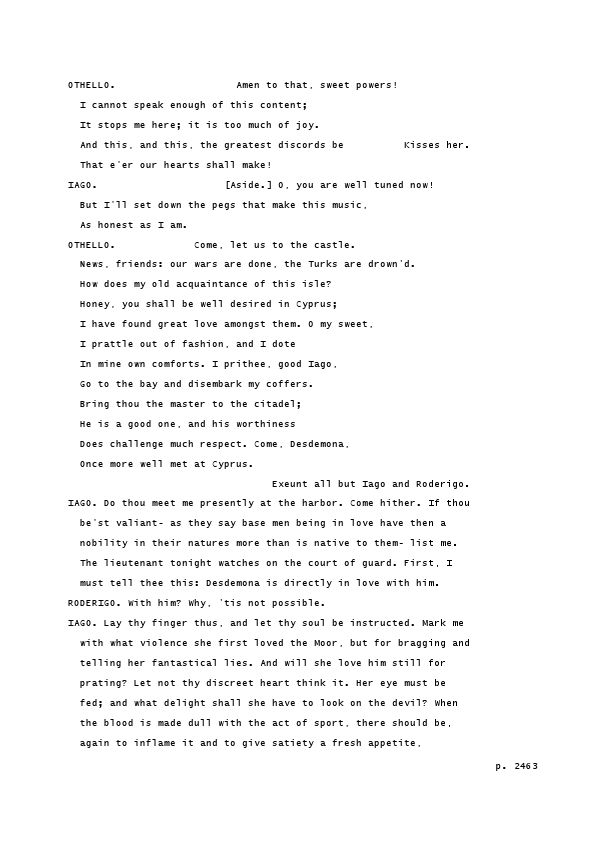 OTHELLO.                    Amen to that, sweet powers!
  I cannot speak enough of this content;
  It stops me here; it is too much of joy.
  And this, and this, the greatest discords be          Kisses her.
  That e'er our hearts shall make!
IAGO.                     [Aside.] O, you are well tuned now!
  But I'll set down the pegs that make this music,
  As honest as I am.
OTHELLO.             Come, let us to the castle.
  News, friends: our wars are done, the Turks are drown'd.
  How does my old acquaintance of this isle?
  Honey, you shall be well desired in Cyprus;
  I have found great love amongst them. O my sweet,
  I prattle out of fashion, and I dote
  In mine own comforts. I prithee, good Iago,
  Go to the bay and disembark my coffers.
  Bring thou the master to the citadel;
  He is a good one, and his worthiness
  Does challenge much respect. Come, Desdemona,
  Once more well met at Cyprus.
                                  Exeunt all but Iago and Roderigo.
IAGO. Do thou meet me presently at the harbor. Come hither. If thou
  be'st valiant- as they say base men being in love have then a
  nobility in their natures more than is native to them- list me.
  The lieutenant tonight watches on the court of guard. First, I
  must tell thee this: Desdemona is directly in love with him.
RODERIGO. With him? Why, 'tis not possible.
IAGO. Lay thy finger thus, and let thy soul be instructed. Mark me
  with what violence she first loved the Moor, but for bragging and
  telling her fantastical lies. And will she love him still for
  prating? Let not thy discreet heart think it. Her eye must be
  fed; and what delight shall she have to look on the devil? When
  the blood is made dull with the act of sport, there should be,
  again to inflame it and to give satiety a fresh appetite,
p. 2463